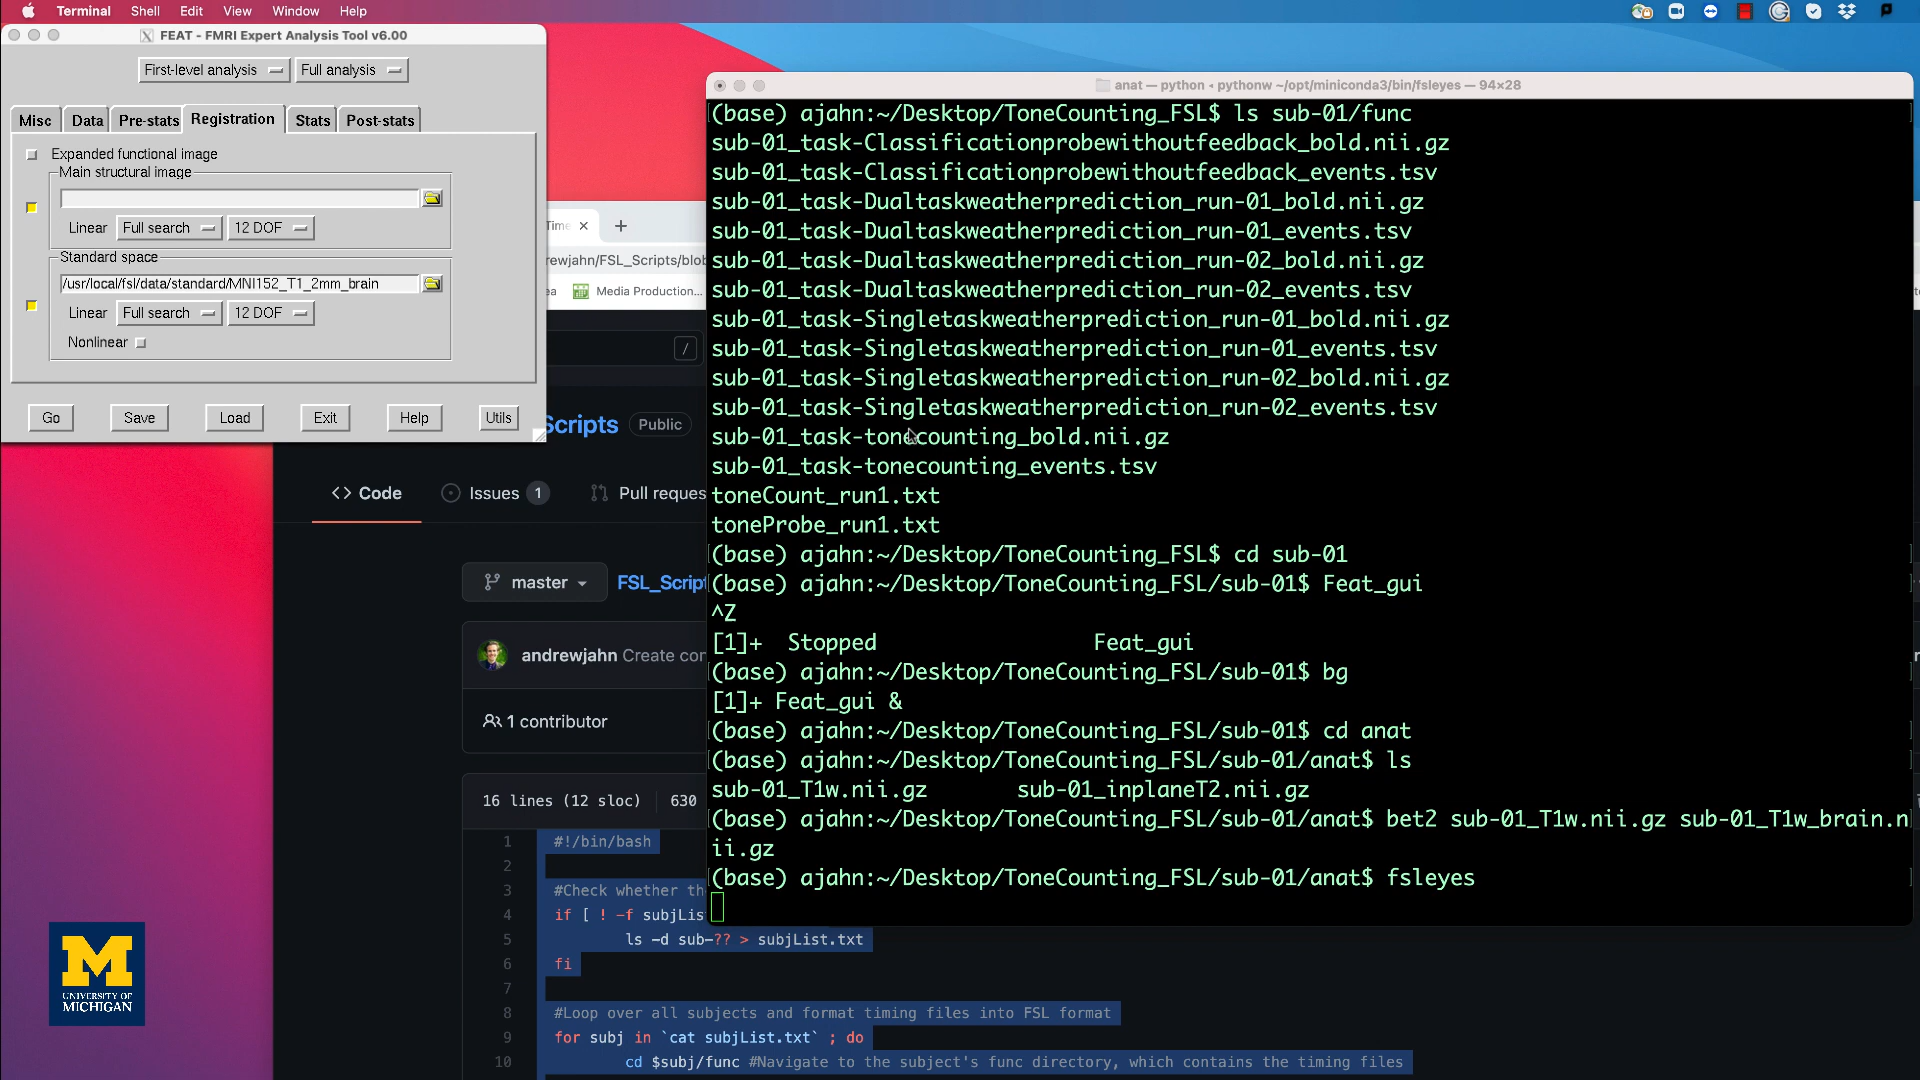 Terminal Shell Edit View Window Help
FEAT - FMRI Expert Analysis Tool v6.00
First-level analysis Full analysis
Misc Data Pre-stats Registration Stats Post-stats
Expanded functional image
Main structural image
Linear Full search 12 DOF
Standard space
/usr/local/fsl/data/standard/MNI152_T1_2mm_brain
Linear Full search 12 DOF
Nonlinear
Go Save Load Exit Help Utils
Time
rewjahn/FSL_Scripts/blob
ea Media Production...
/
Scripts Public
<> Code Issues 1 Pull reques
master FSL_Scrip
andrewjahn Create con
1 contributor
16 lines (12 sloc) 630
1 #!/bin/bash
2
3 #Check whether th
4 if [ ! -f subjLis
5 ls -d sub-?? > subjList.txt
6 fi
7
8 #Loop over all subjects and format timing files into FSL format
9 for subj in `cat subjList.txt` ; do
10 cd $subj/func #Navigate to the subject's func directory, which contains the timing files
M
UNIVERSITY OF
MICHIGAN
anat — python ◂ pythonw ~/opt/miniconda3/bin/fsleyes — 94×28
(base) ajahn:~/Desktop/ToneCounting_FSL$ ls sub-01/func
sub-01_task-Classificationprobewithoutfeedback_bold.nii.gz
sub-01_task-Classificationprobewithoutfeedback_events.tsv
sub-01_task-Dualtaskweatherprediction_run-01_bold.nii.gz
sub-01_task-Dualtaskweatherprediction_run-01_events.tsv
sub-01_task-Dualtaskweatherprediction_run-02_bold.nii.gz
sub-01_task-Dualtaskweatherprediction_run-02_events.tsv
sub-01_task-Singletaskweatherprediction_run-01_bold.nii.gz
sub-01_task-Singletaskweatherprediction_run-01_events.tsv
sub-01_task-Singletaskweatherprediction_run-02_bold.nii.gz
sub-01_task-Singletaskweatherprediction_run-02_events.tsv
sub-01_task-tonecounting_bold.nii.gz
sub-01_task-tonecounting_events.tsv
toneCount_run1.txt
toneProbe_run1.txt
(base) ajahn:~/Desktop/ToneCounting_FSL$ cd sub-01
(base) ajahn:~/Desktop/ToneCounting_FSL/sub-01$ Feat_gui
^Z
[1]+ Stopped Feat_gui
(base) ajahn:~/Desktop/ToneCounting_FSL/sub-01$ bg
[1]+ Feat_gui &
(base) ajahn:~/Desktop/ToneCounting_FSL/sub-01$ cd anat
(base) ajahn:~/Desktop/ToneCounting_FSL/sub-01/anat$ ls
sub-01_T1w.nii.gz sub-01_inplaneT2.nii.gz
(base) ajahn:~/Desktop/ToneCounting_FSL/sub-01/anat$ bet2 sub-01_T1w.nii.gz sub-01_T1w_brain.n
ii.gz
(base) ajahn:~/Desktop/ToneCounting_FSL/sub-01/anat$ fsleyes